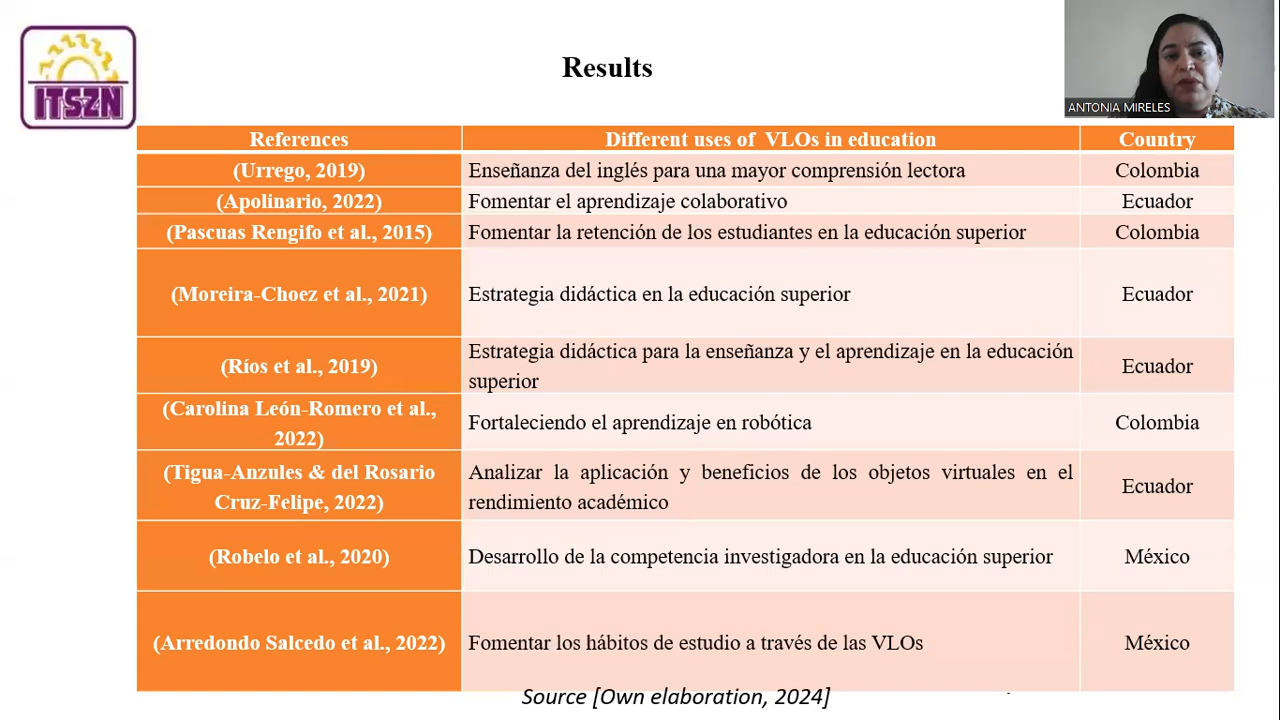 ITSZN
Results
ANTONIA MIRELES
References Different uses of VLOs in education Country
(Urrego, 2019) Enseñanza del inglés para una mayor comprensión lectora Colombia
(Apolinario, 2022) Fomentar el aprendizaje colaborativo Ecuador
(Pascuas Rengifo et al., 2015) Fomentar la retención de los estudiantes en la educación superior Colombia
(Moreira-Choez et al., 2021) Estrategia didáctica en la educación superior Ecuador
(Ríos et al., 2019) Estrategia didáctica para la enseñanza y el aprendizaje en la educación
superior Ecuador
(Carolina León-Romero et al.,
2022) Fortaleciendo el aprendizaje en robótica Colombia
(Tigua-Anzules & del Rosario
Cruz-Felipe, 2022) Analizar la aplicación y beneficios de los objetos virtuales en el
rendimiento académico Ecuador
(Robelo et al., 2020) Desarrollo de la competencia investigadora en la educación superior México
(Arredondo Salcedo et al., 2022) Fomentar los hábitos de estudio a través de las VLOs México
Source [Own elaboration, 2024]